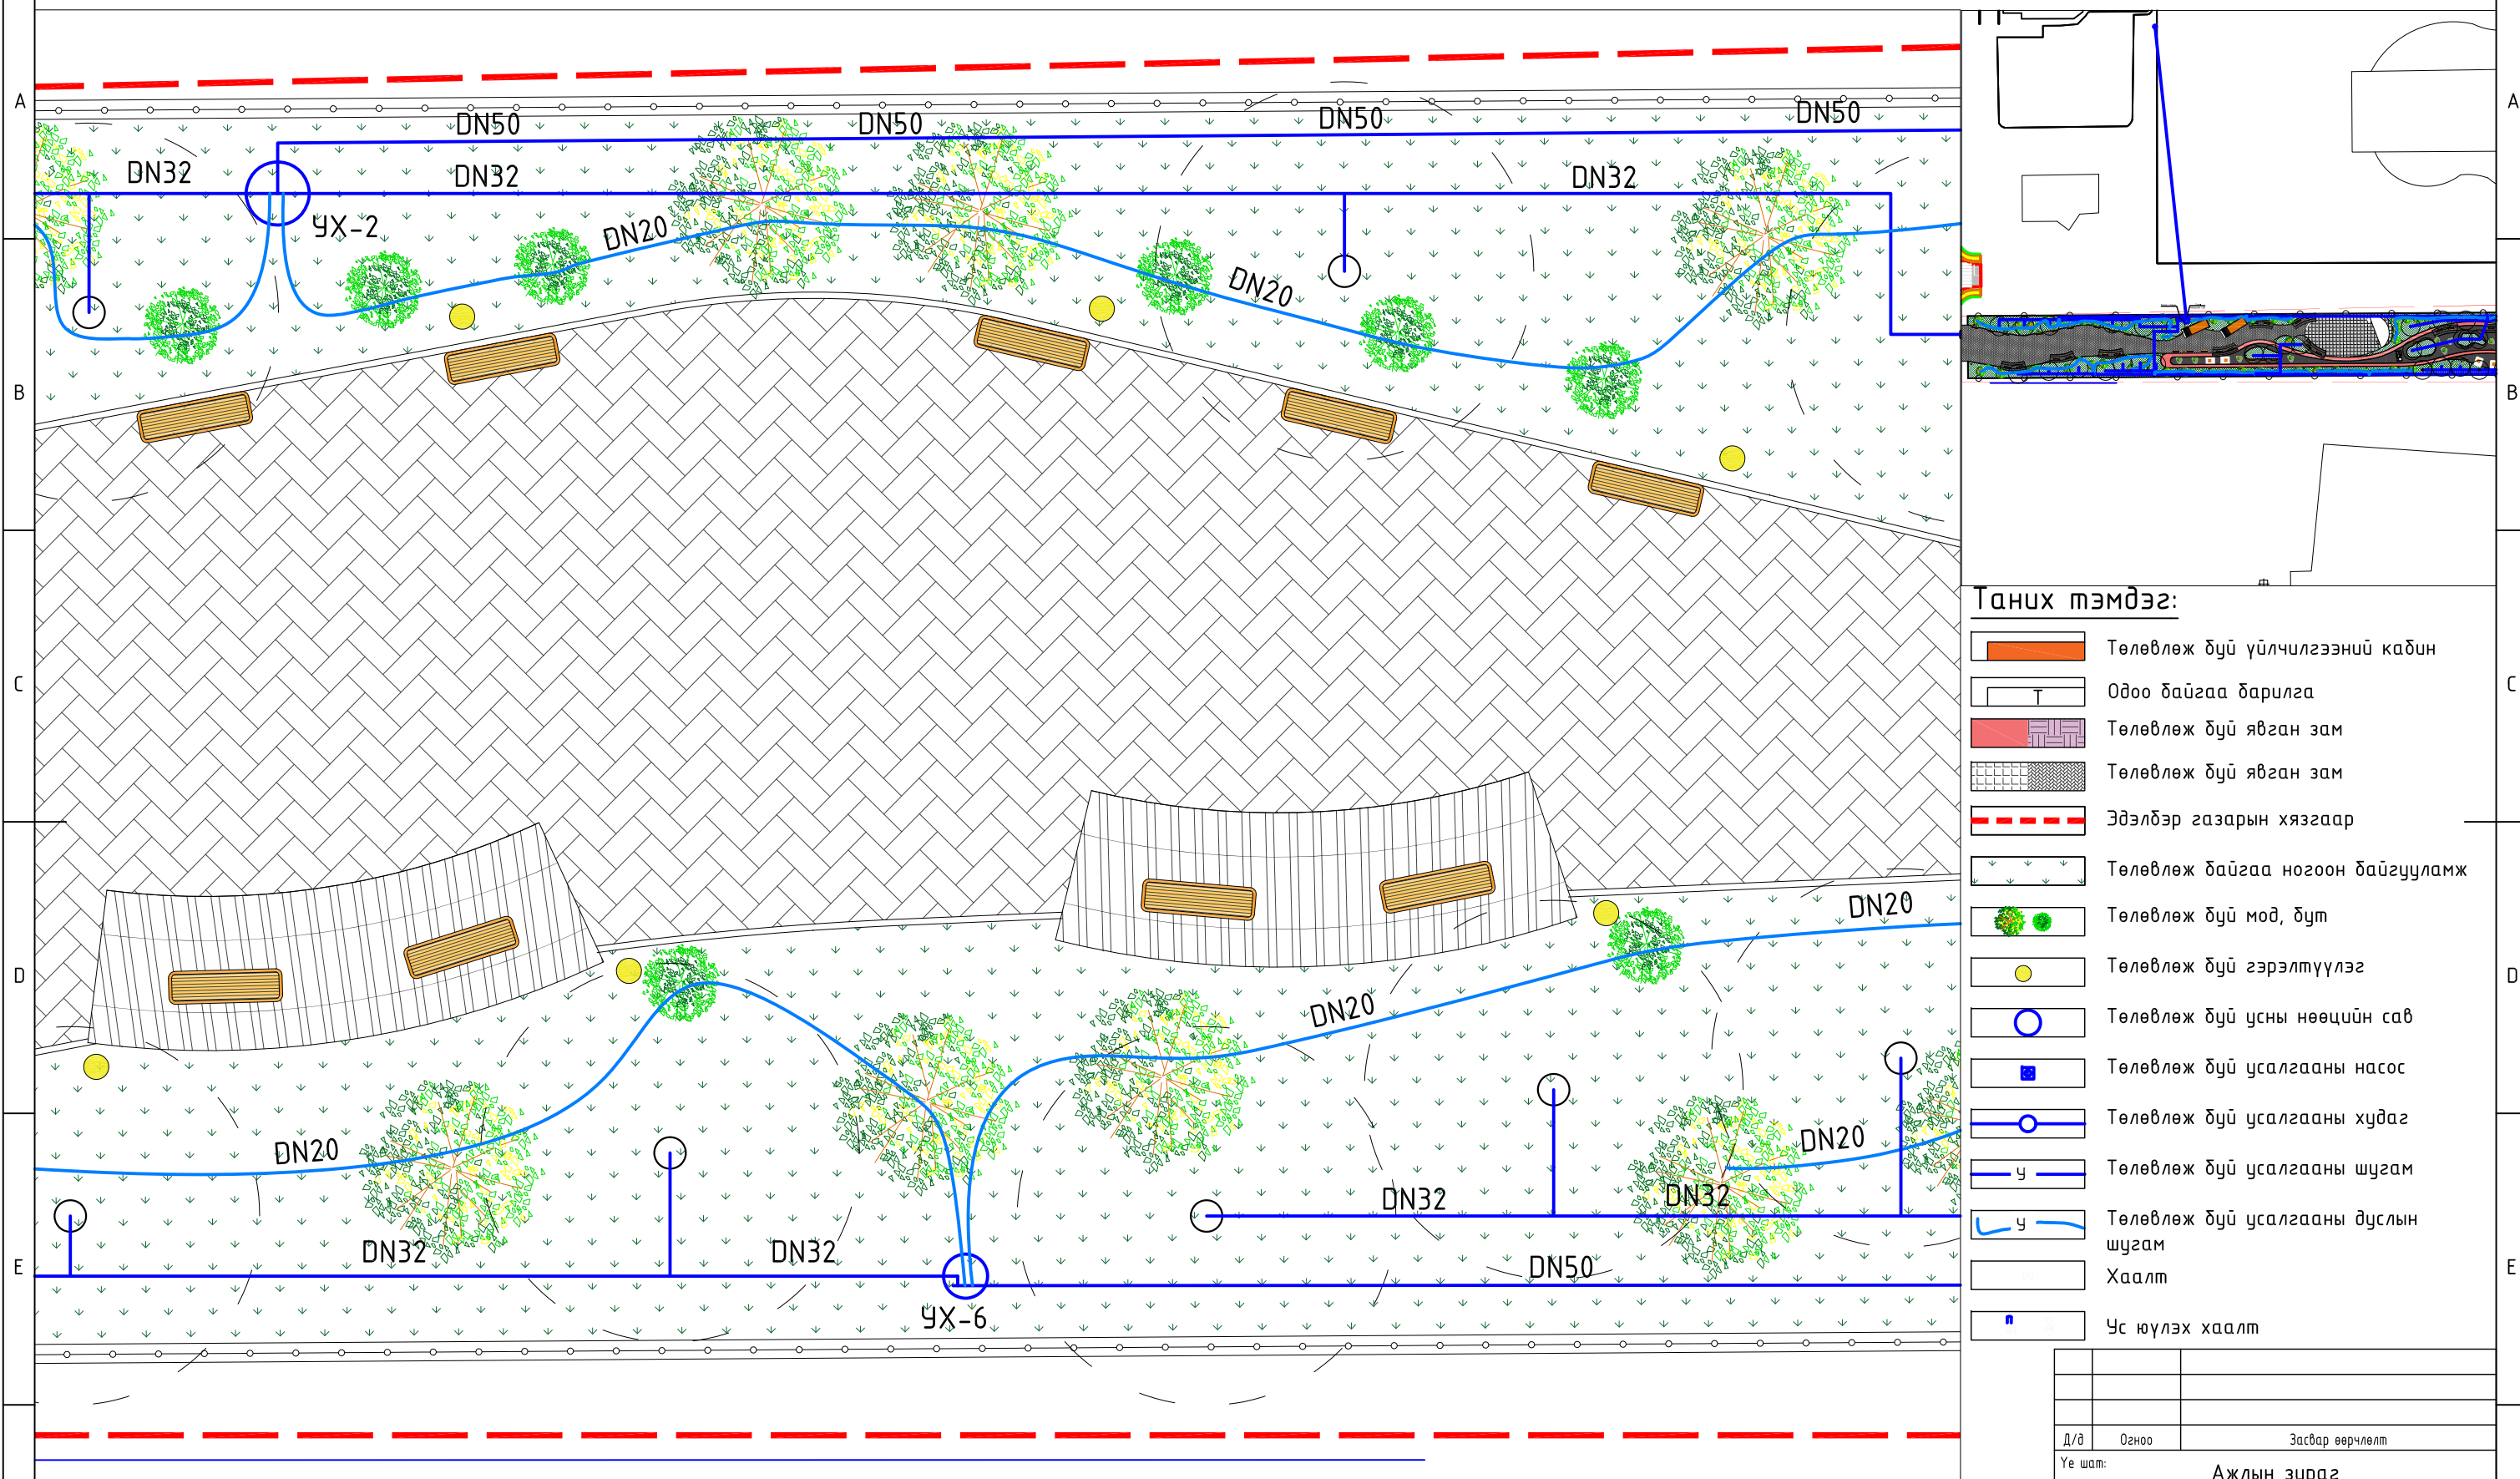 A
A
DN50
DN50
DN50
DN50
DN32
DN32
DN32
УХ-2
DN20
DN20
B
B
Таних тэмдэг:
Төлөвлөж буй үйлчилгээний кабин
C
C
Т
Одоо байгаа барилга
Төлөвлөж буй явган зам
Төлөвлөж буй явган зам
Эдэлбэр газарын хязгаар
Төлөвлөж байгаа ногоон байгууламж
DN20
Төлөвлөж буй мод, бут
D
D
Төлөвлөж буй гэрэлтүүлэг
DN20
Төлөвлөж буй усны нөөцийн сав
Төлөвлөж буй усалгааны насос
Төлөвлөж буй усалгааны худаг
DN20
DN20
У
Төлөвлөж буй усалгааны шугам
DN32
DN32
У
Төлөвлөж буй усалгааны дуслын
шугам
DN32
DN32
DN50
E
E
Хаалт
УХ-6
Ус юүлэх хаалт
Д/д
Огноо
Засвар өөрчлөлт
Үе шат:
Ажлын зураг